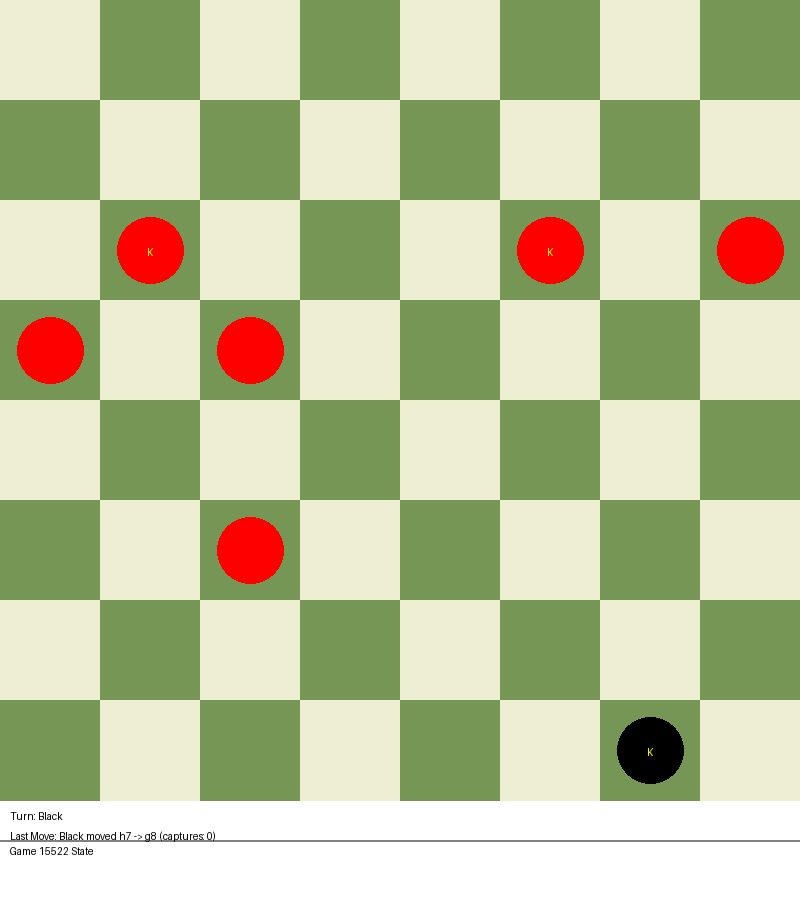 K
K
K
Turn: Black
Last Move: Black moved h7 -> g8 (captures: 0)
Game 15522 State